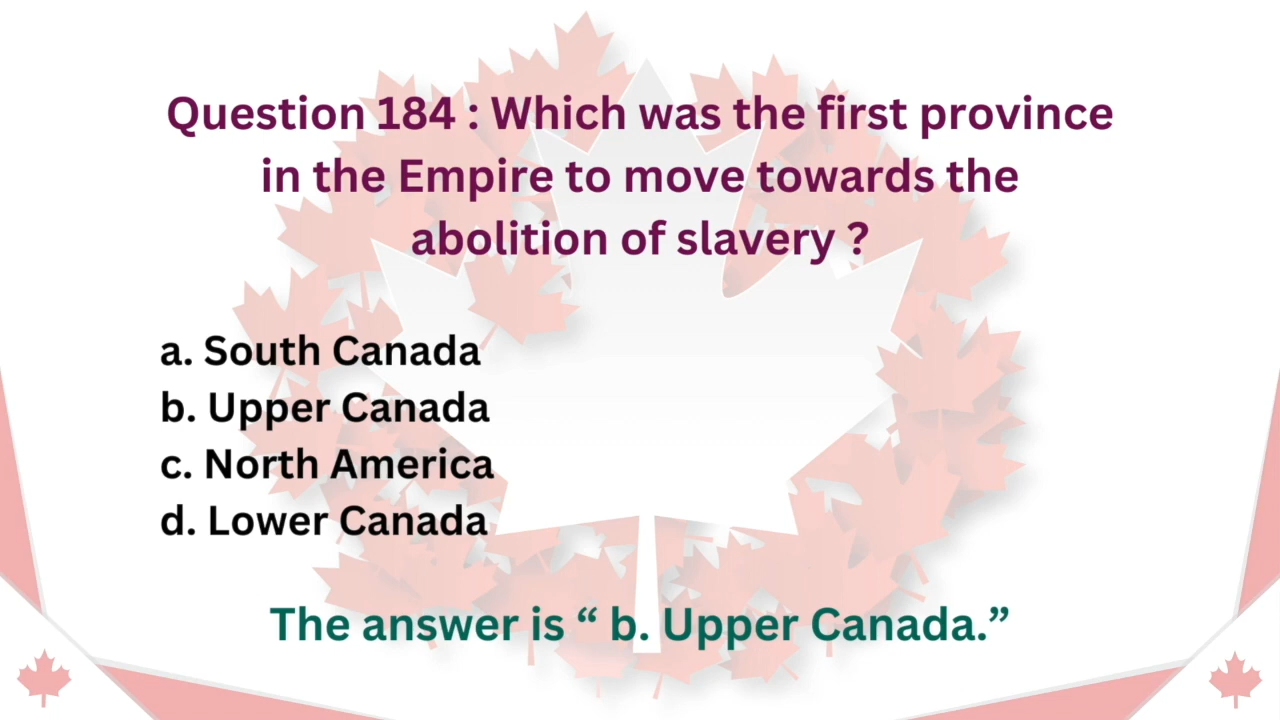 Question 184 : Which was the first province
in the Empire to move towards the
abolition of slavery ?
a. South Canada
b. Upper Canada
c. North America
d. Lower Canada
The answer is “ b. Upper Canada.”